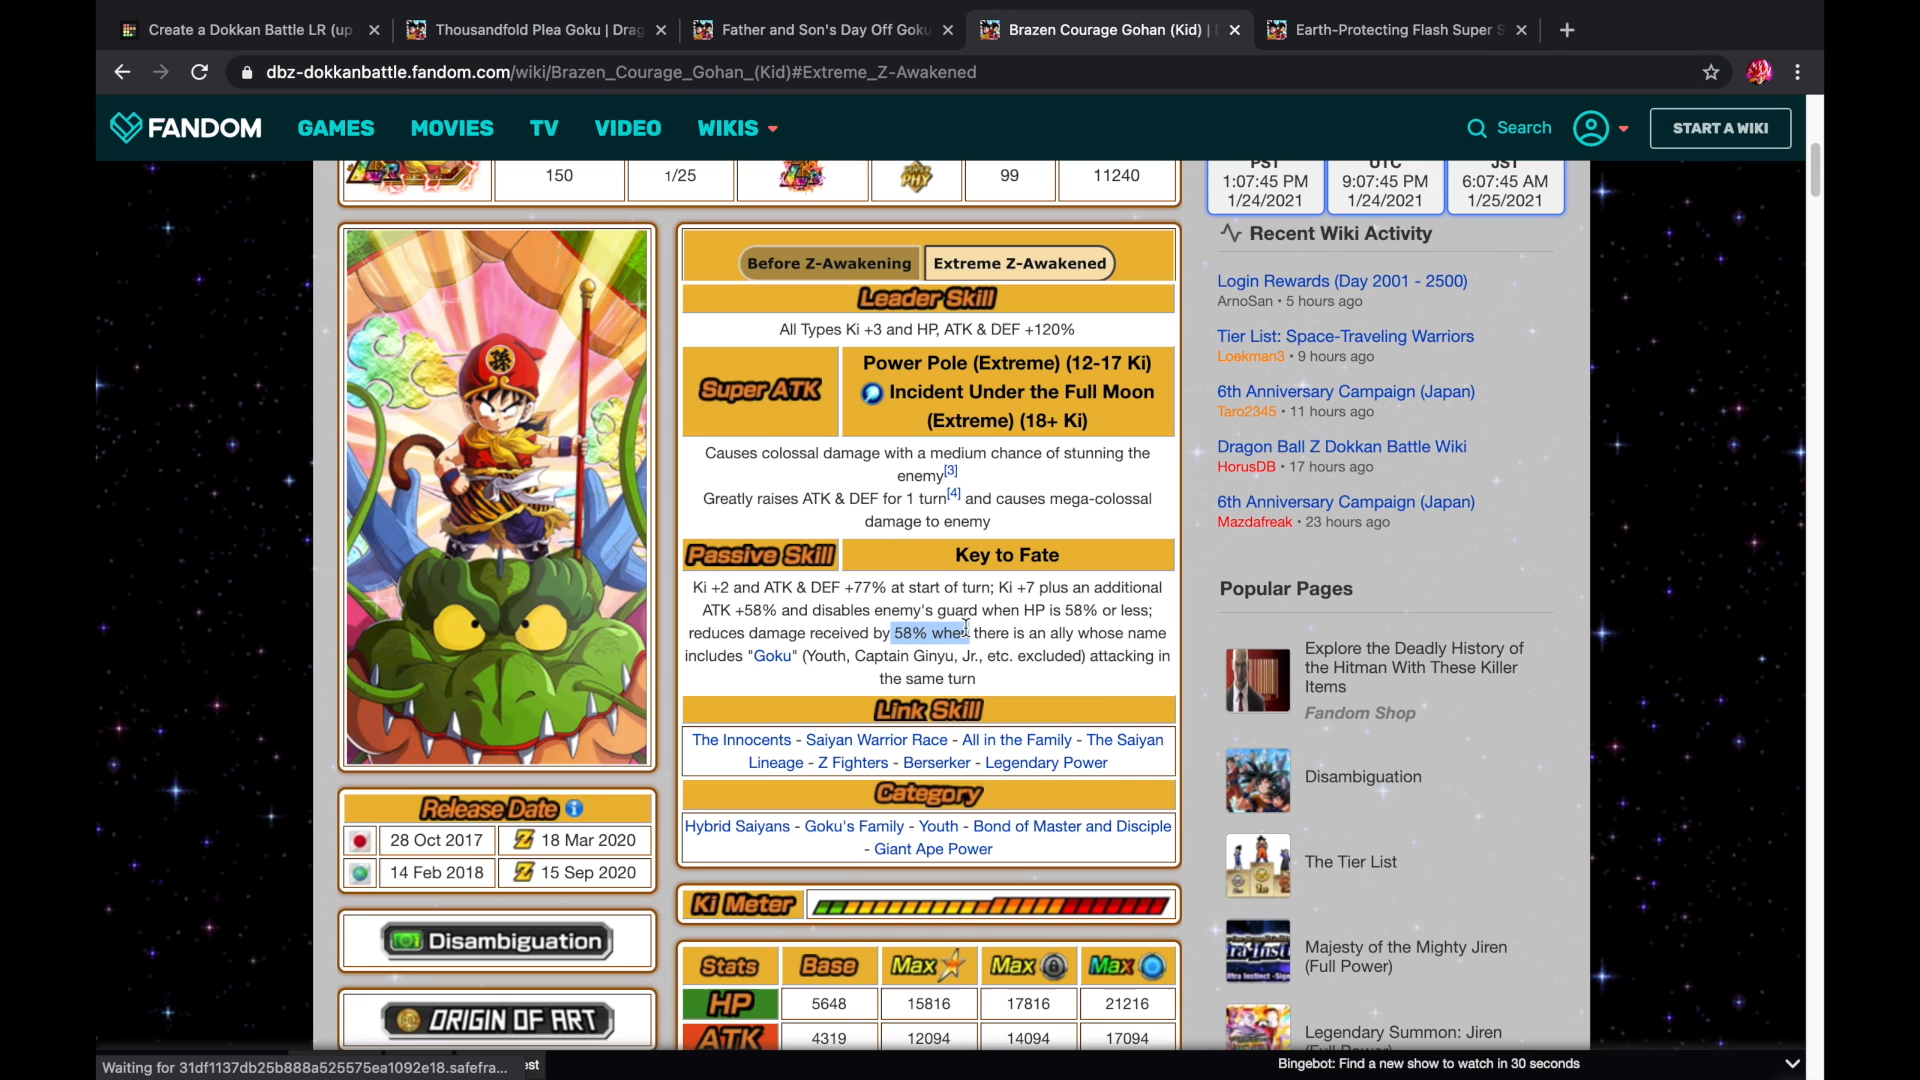 Create a Dokkan Battle LR (up
Thousandfold Plea Goku | Drag
Father and Son's Day Off Goku
Brazen Courage Gohan (Kid) |
Earth-Protecting Flash Super S
dbz-dokkanbattle.fandom.com/wiki/Brazen_Courage_Gohan_(Kid)#Extreme_Z-Awakened
FANDOM
GAMES
MOVIES
TV
VIDEO
WIKIS
Search
START A WIKI
150
1/25
99
11240
PST
UTC
JST
1:07:45 PM
9:07:45 PM
6:07:45 AM
1/24/2021
1/24/2021
1/25/2021
Before Z-Awakening
Extreme Z-Awakened
Leader Skill
All Types Ki +3 and HP, ATK & DEF +120%
Super ATK
Power Pole (Extreme) (12-17 Ki)
Incident Under the Full Moon
(Extreme) (18+ Ki)
Causes colossal damage with a medium chance of stunning the
enemy[3]
Greatly raises ATK & DEF for 1 turn[4] and causes mega-colossal
damage to enemy
Passive Skill
Key to Fate
Ki +2 and ATK & DEF +77% at start of turn; Ki +7 plus an additional
ATK +58% and disables enemy's guard when HP is 58% or less;
reduces damage received by 58% when there is an ally whose name
includes "Goku" (Youth, Captain Ginyu, Jr., etc. excluded) attacking in
the same turn
Link Skill
The Innocents - Saiyan Warrior Race - All in the Family - The Saiyan
Lineage - Z Fighters - Berserker - Legendary Power
Category
Hybrid Saiyans - Goku's Family - Youth - Bond of Master and Disciple
- Giant Ape Power
Ki Meter
Stats
Base
Max
Max
Max
HP
5648
15816
17816
21216
ATK
4319
12094
14094
17094
孫
Release Date
28 Oct 2017
18 Mar 2020
14 Feb 2018
15 Sep 2020
Disambiguation
ORIGIN OF ART
Recent Wiki Activity
Login Rewards (Day 2001 - 2500)
ArnoSan • 5 hours ago
Tier List: Space-Traveling Warriors
Loekman3 • 9 hours ago
6th Anniversary Campaign (Japan)
Taro2345 • 11 hours ago
Dragon Ball Z Dokkan Battle Wiki
HorusDB • 17 hours ago
6th Anniversary Campaign (Japan)
Mazdafreak • 23 hours ago
Popular Pages
Explore the Deadly History of
the Hitman With These Killer
Items
Fandom Shop
Disambiguation
The Tier List
Majesty of the Mighty Jiren
(Full Power)
Legendary Summon: Jiren
(Full Power)
Waiting for 31df1137db25b888a525575ea1092e18.safefra...
est
Bingebot: Find a new show to watch in 30 seconds